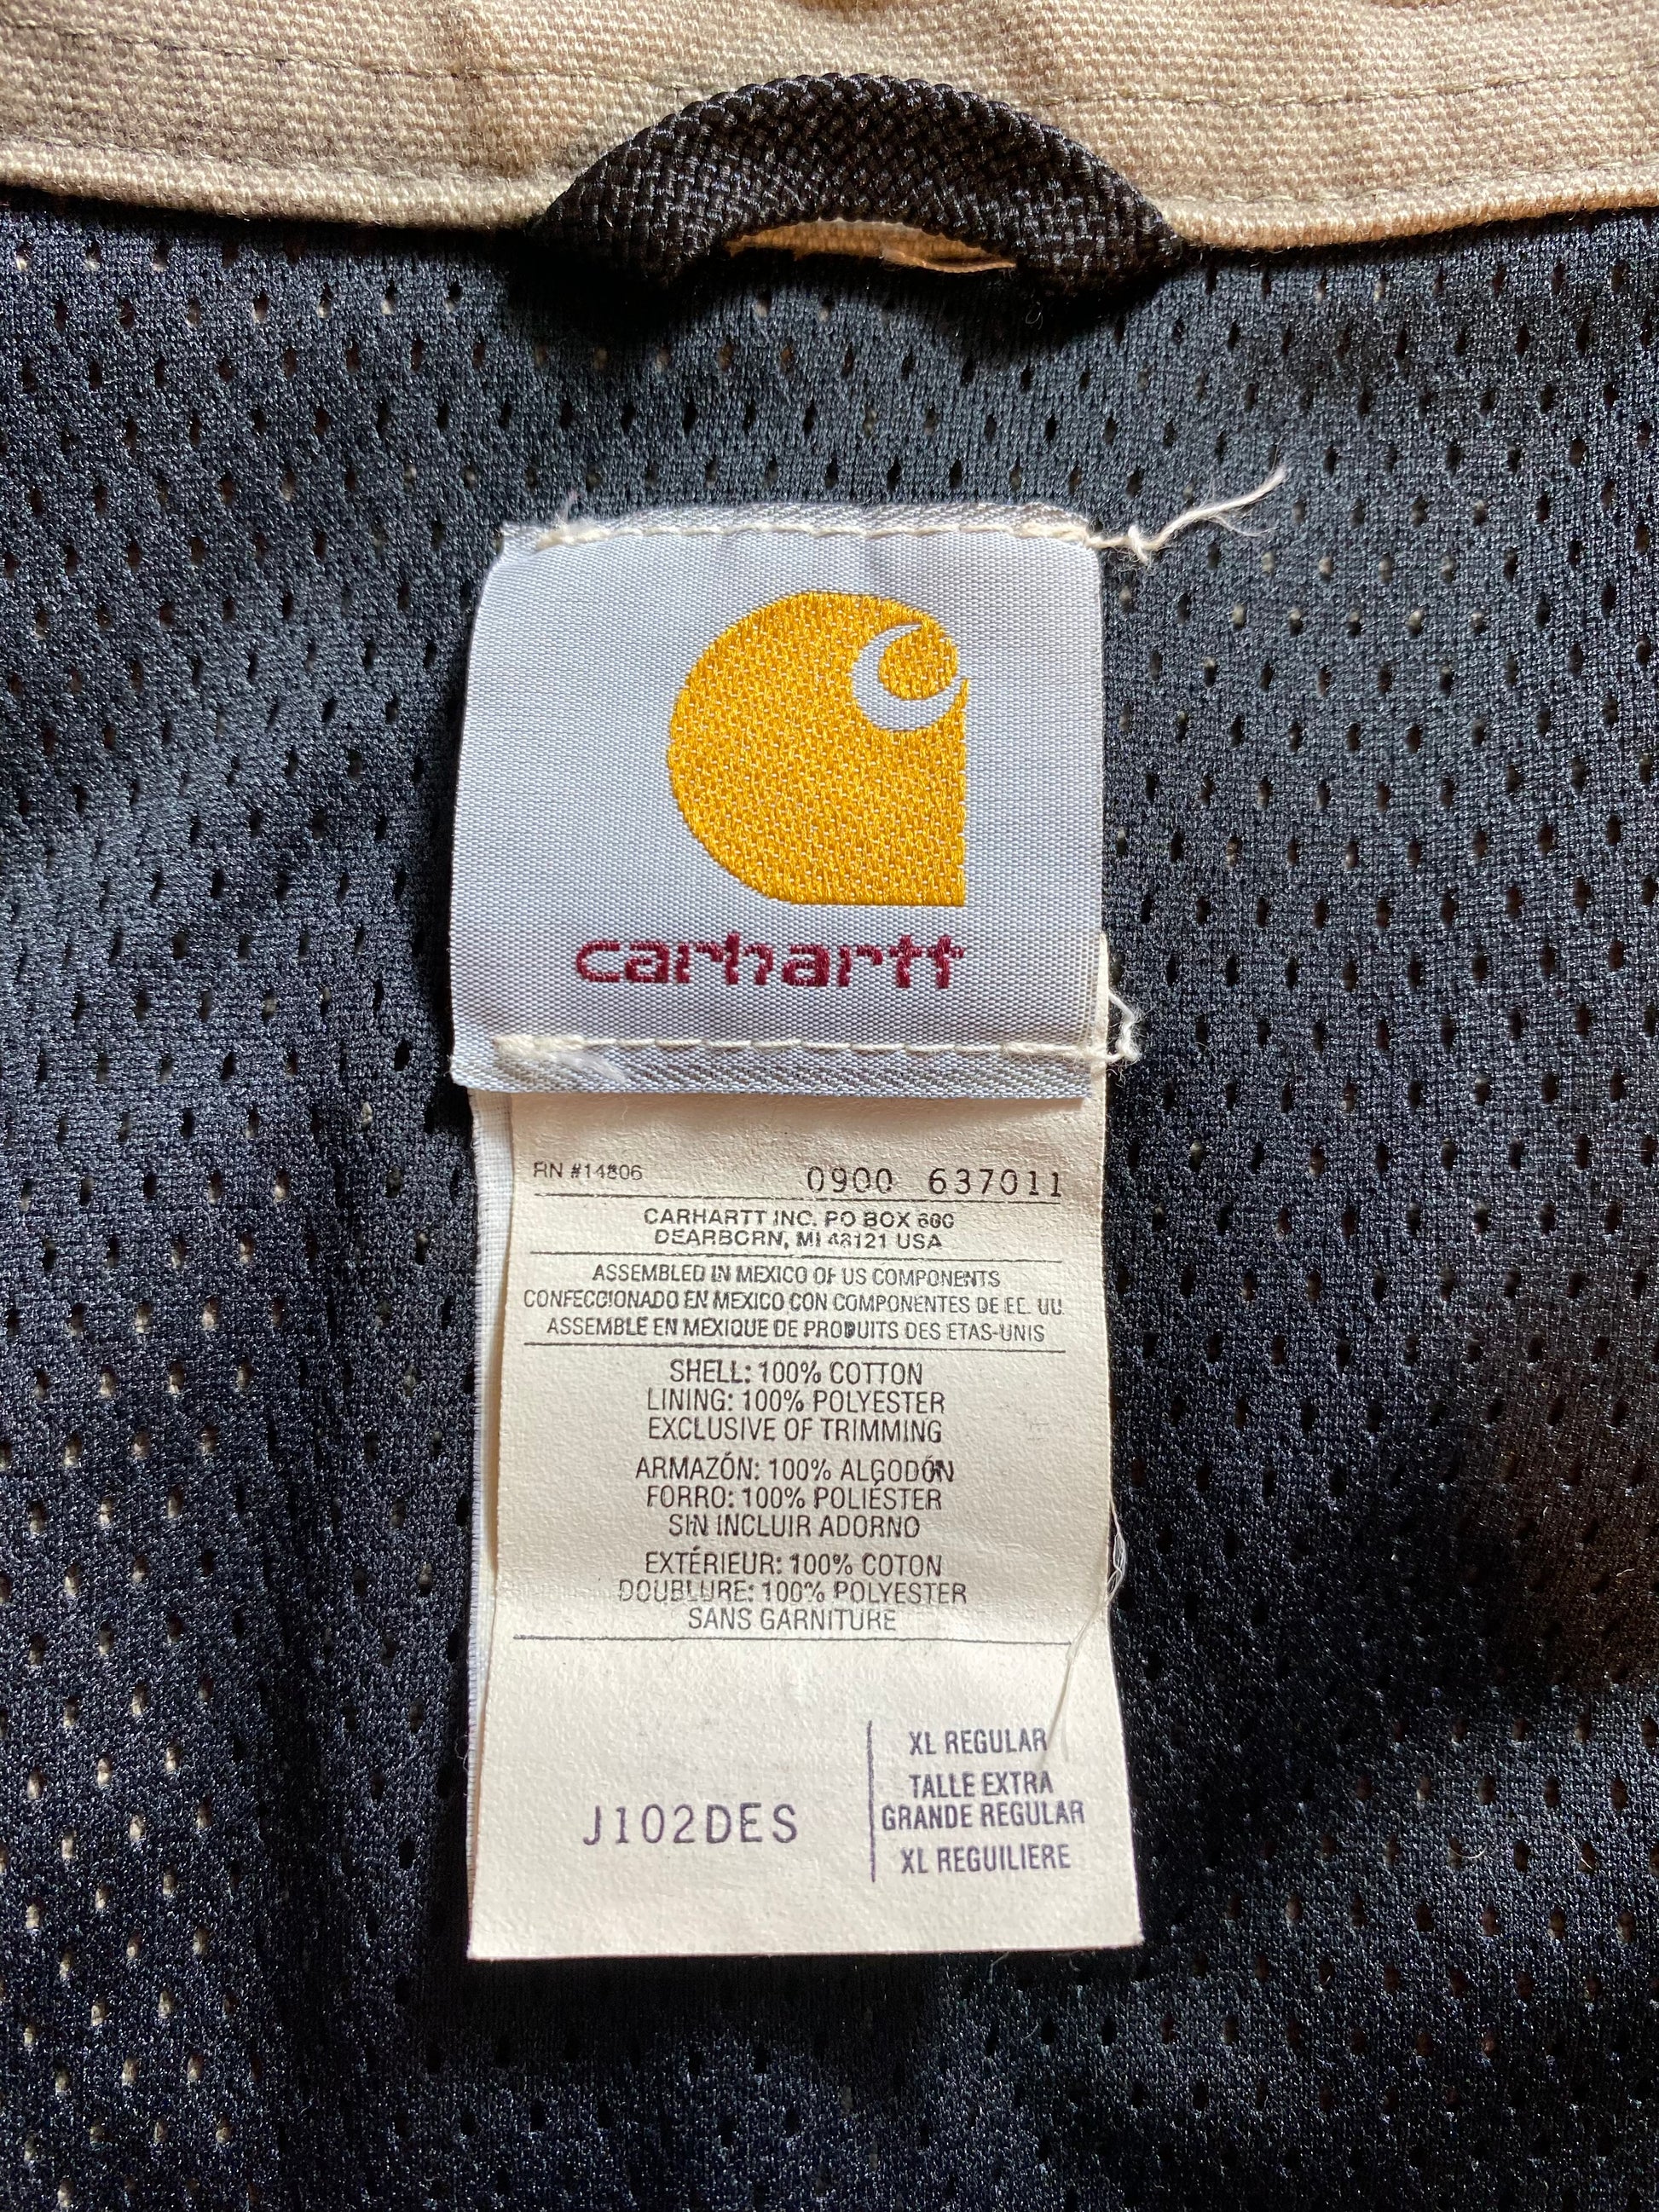 carhartt
RN #14806 0900 637011
CARHARTT INC. PO BOX 600
DEARBORN, MI 48121 USA
ASSEMBLED IN MEXICO OF US COMPONENTS
CONFECCIONADO EN MEXICO CON COMPONENTES DE EE. UU.
ASSEMBLE EN MEXIQUE DE PRODUITS DES ETAS-UNIS
SHELL: 100% COTTON
LINING: 100% POLYESTER
EXCLUSIVE OF TRIMMING
ARMAZÓN: 100% ALGODÓN
FORRO: 100% POLIÉSTER
SIN INCLUIR ADORNO
EXTÉRIEUR: 100% COTON
DOUBLURE: 100% POLYESTER
SANS GARNITURE
XL REGULAR
TALLE EXTRA
GRANDE REGULAR
XL REGUILIERE
J102DES